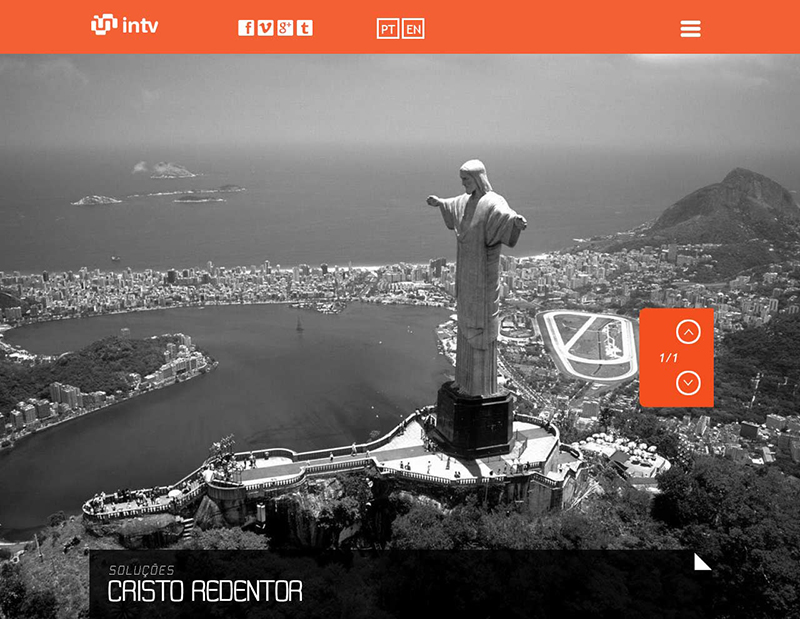 intv
f v g+ t
PT EN
1/1
SOLUÇÕES
CRISTO REDENTOR